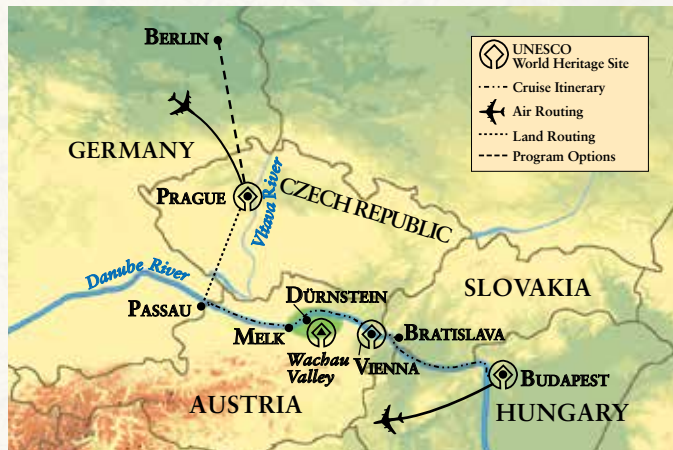 BERLIN
UNESCO
World Heritage Site
Cruise Itinerary
Air Routing
Land Routing
Program Options
GERMANY
PRAGUE
CZECH REPUBLIC
Vltava River
Danube River
SLOVAKIA
PASSAU
DÜRNSTEIN
MELK
BRATISLAVA
Wachau
Valley
VIENNA
BUDAPEST
AUSTRIA
HUNGARY